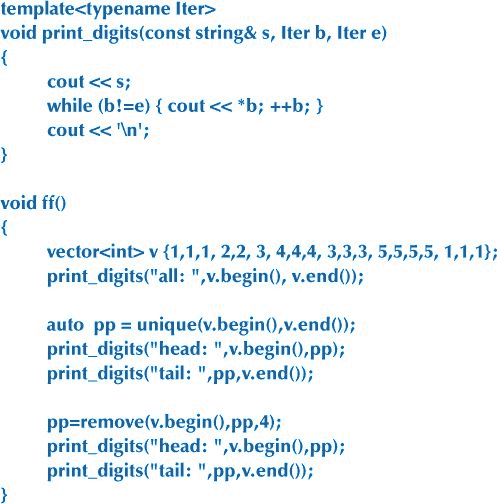 template<typename Iter>
void print_digits(const string& s, Iter b, Iter e)
{
cout << s;
while (b!=e) { cout << *b; ++b; }
cout << '\n';
}
void ff()
{
vector<int> v {1,1,1, 2,2, 3, 4,4,4, 3,3,3, 5,5,5,5, 1,1,1};
print_digits("all: ",v.begin(), v.end());
auto pp = unique(v.begin(),v.end());
print_digits("head: ",v.begin(),pp);
print_digits("tail: ",pp,v.end());
pp=remove(v.begin(),pp,4);
print_digits("head: ",v.begin(),pp);
print_digits("tail: ",pp,v.end());
}